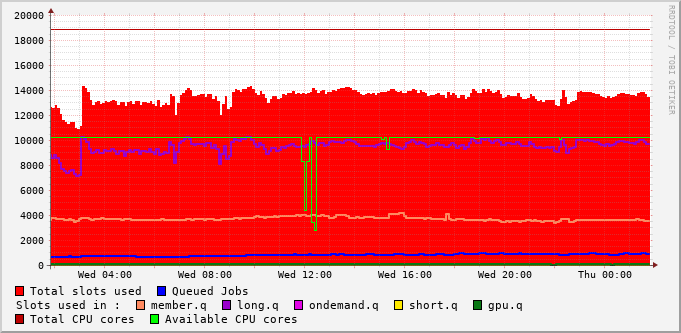 20000
18000
16000
14000
12000
10000
8000
6000
4000
2000
0
Wed 04:00 Wed 08:00 Wed 12:00 Wed 16:00 Wed 20:00 Thu 00:00
Total slots used Queued Jobs
Slots used in : member.q long.q ondemand.q short.q gpu.q
Total CPU cores Available CPU cores
RRDTOOL / TOBI OETIKER